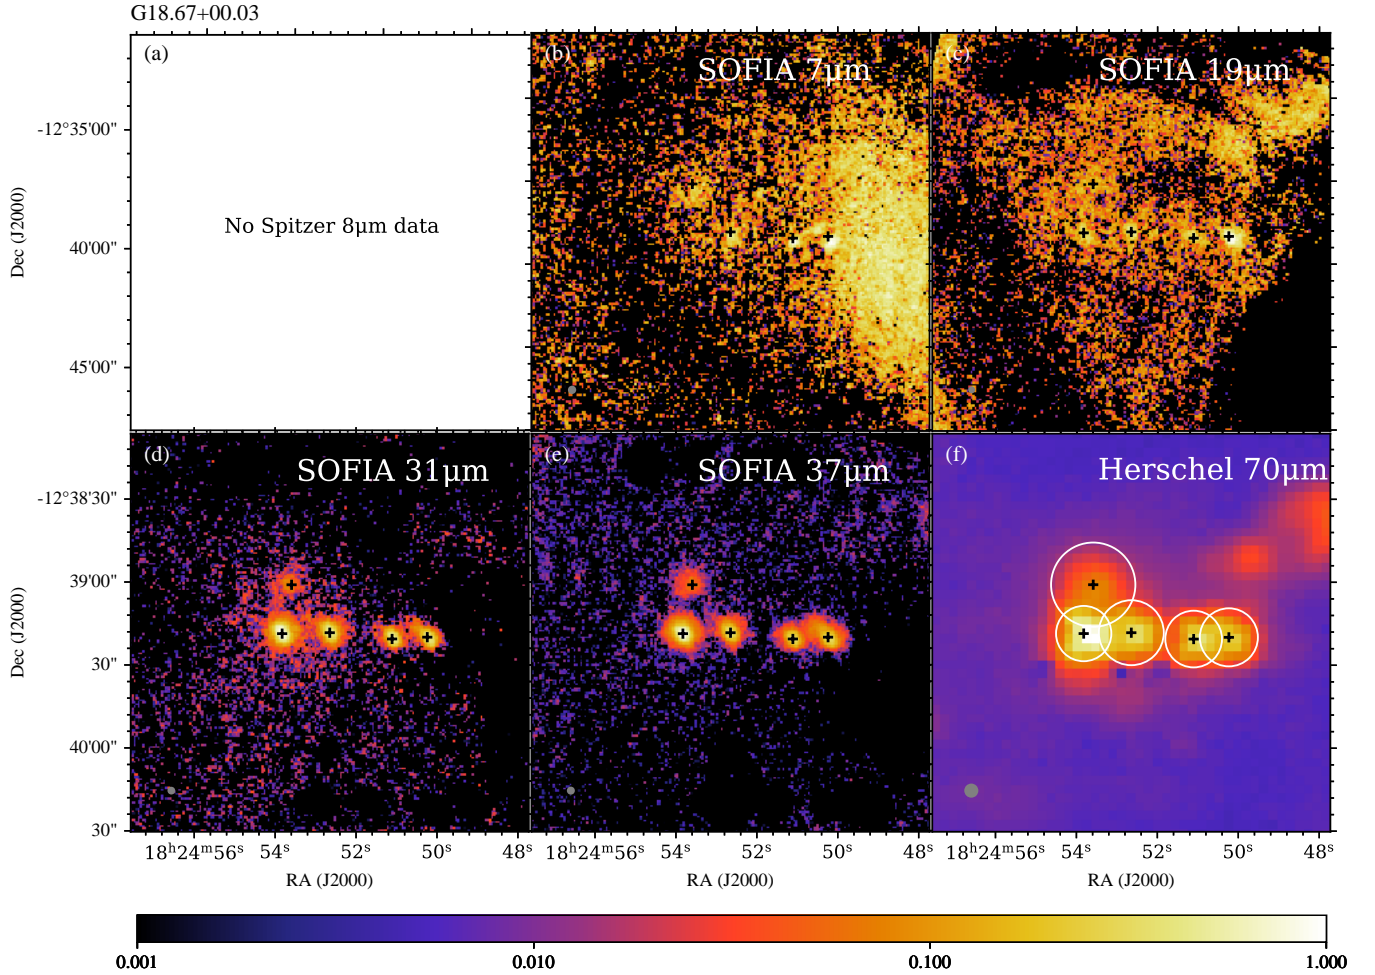 G18.67+00.03
(a)
No Spitzer 8μm data
(b)
SOFIA 7μm
(c)
SOFIA 19μm
-12°35'00"
40'00"
45'00"
Dec (J2000)
(d)
SOFIA 31μm
(e)
SOFIA 37μm
(f)
Herschel 70μm
-12°38'30"
39'00"
30"
40'00"
30"
Dec (J2000)
18ʰ24ᵐ56ˢ 54ˢ 52ˢ 50ˢ 48ˢ
18ʰ24ᵐ56ˢ 54ˢ 52ˢ 50ˢ 48ˢ
18ʰ24ᵐ56ˢ 54ˢ 52ˢ 50ˢ 48ˢ
RA (J2000)
RA (J2000)
RA (J2000)
0.001 0.010 0.100 1.000